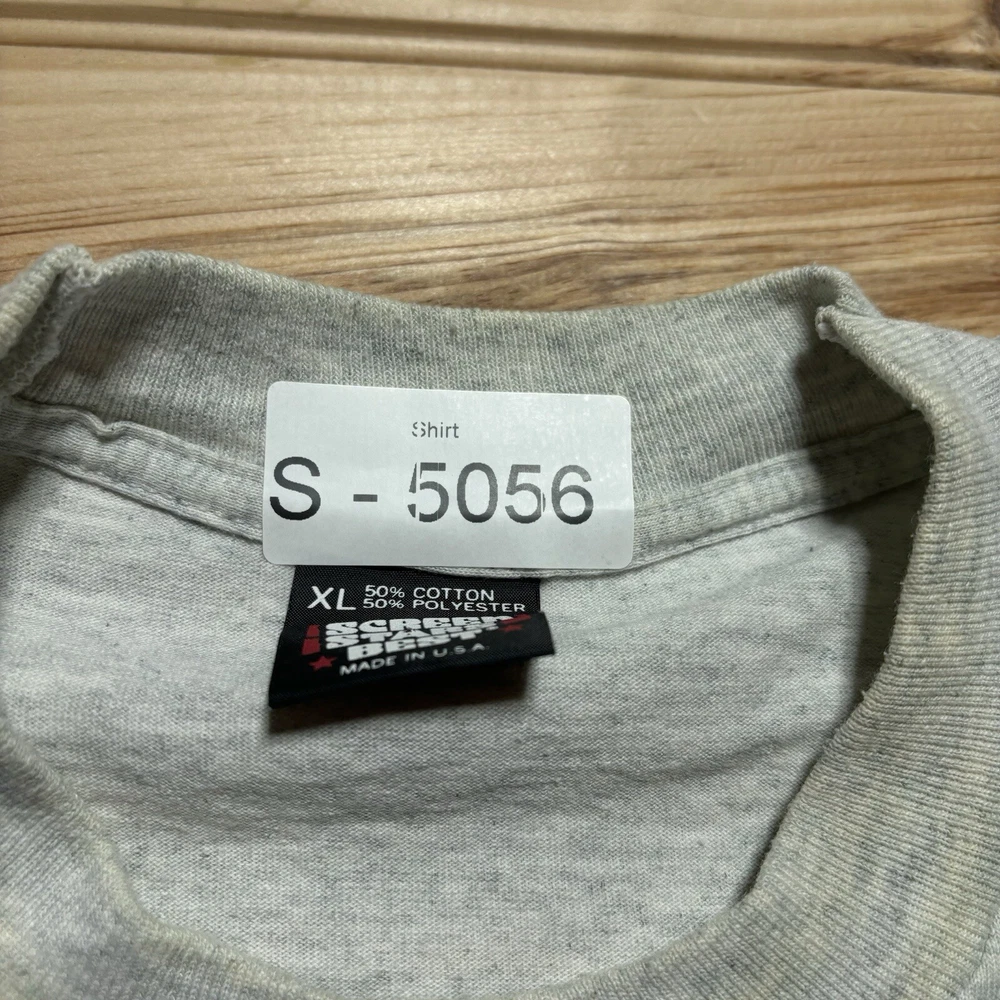 Shirt
S - 5056
XL 50% COTTON
50% POLYESTER
SCREEN
STARS
BEST
MADE IN U.S.A.